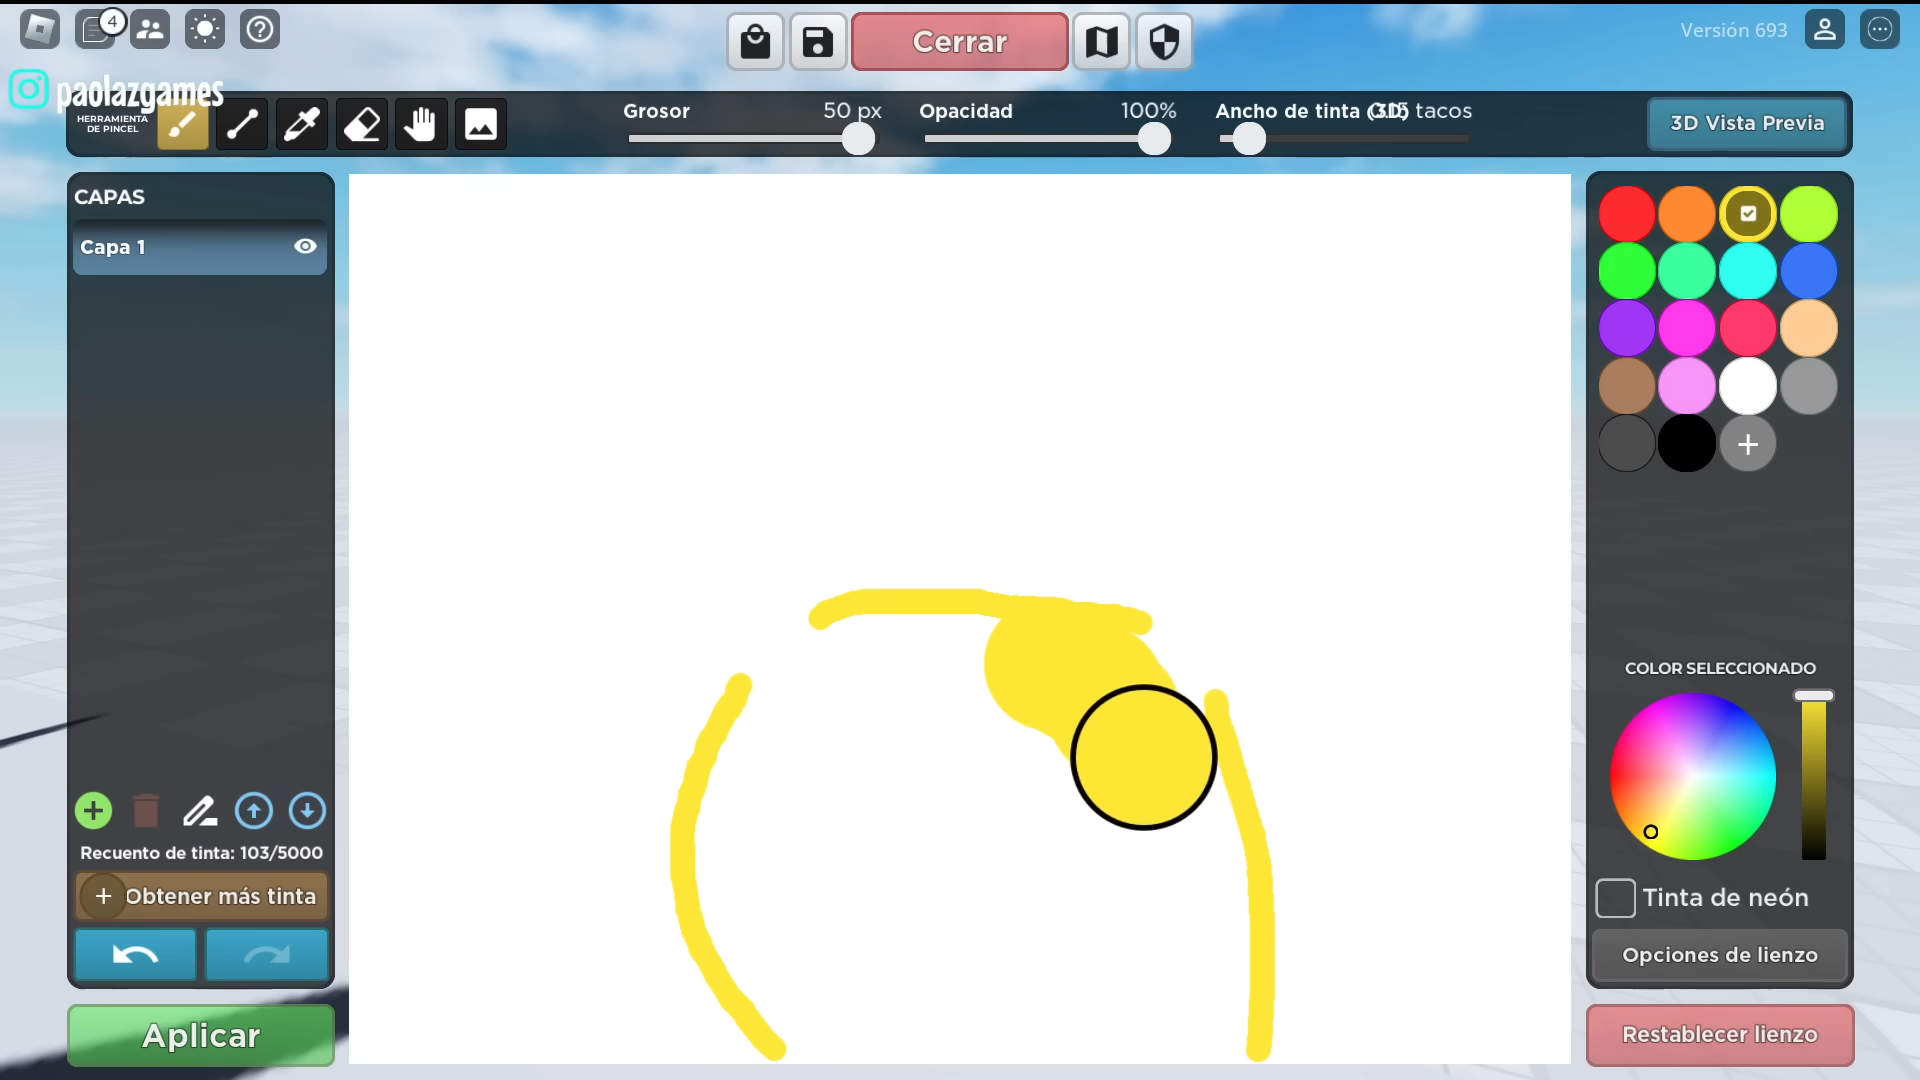 4
Cerrar
Versión 693
paolazgames
HERRAMIENTA
DE PINCEL
Grosor
50 px
Opacidad
100%
Ancho de tinta (3D)
tacos
3D Vista Previa
CAPAS
Capa 1
Recuento de tinta: 103/5000
+ Obtener más tinta
Aplicar
COLOR SELECCIONADO
Tinta de neón
Opciones de lienzo
Restablecer lienzo